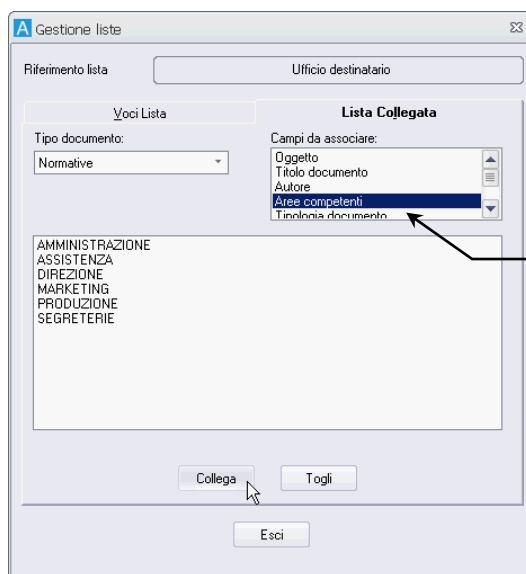 A Gestione liste
Riferimento lista
Ufficio destinatario
Voci Lista
Lista Collegata
Tipo documento:
Normative
Campi da associare:
Oggetto
Titolo documento
Autore
Aree competenti
Tipologia documento
AMMINISTRAZIONE
ASSISTENZA
DIREZIONE
MARKETING
PRODUZIONE
SEGRETERIE
Collega
Togli
Esci